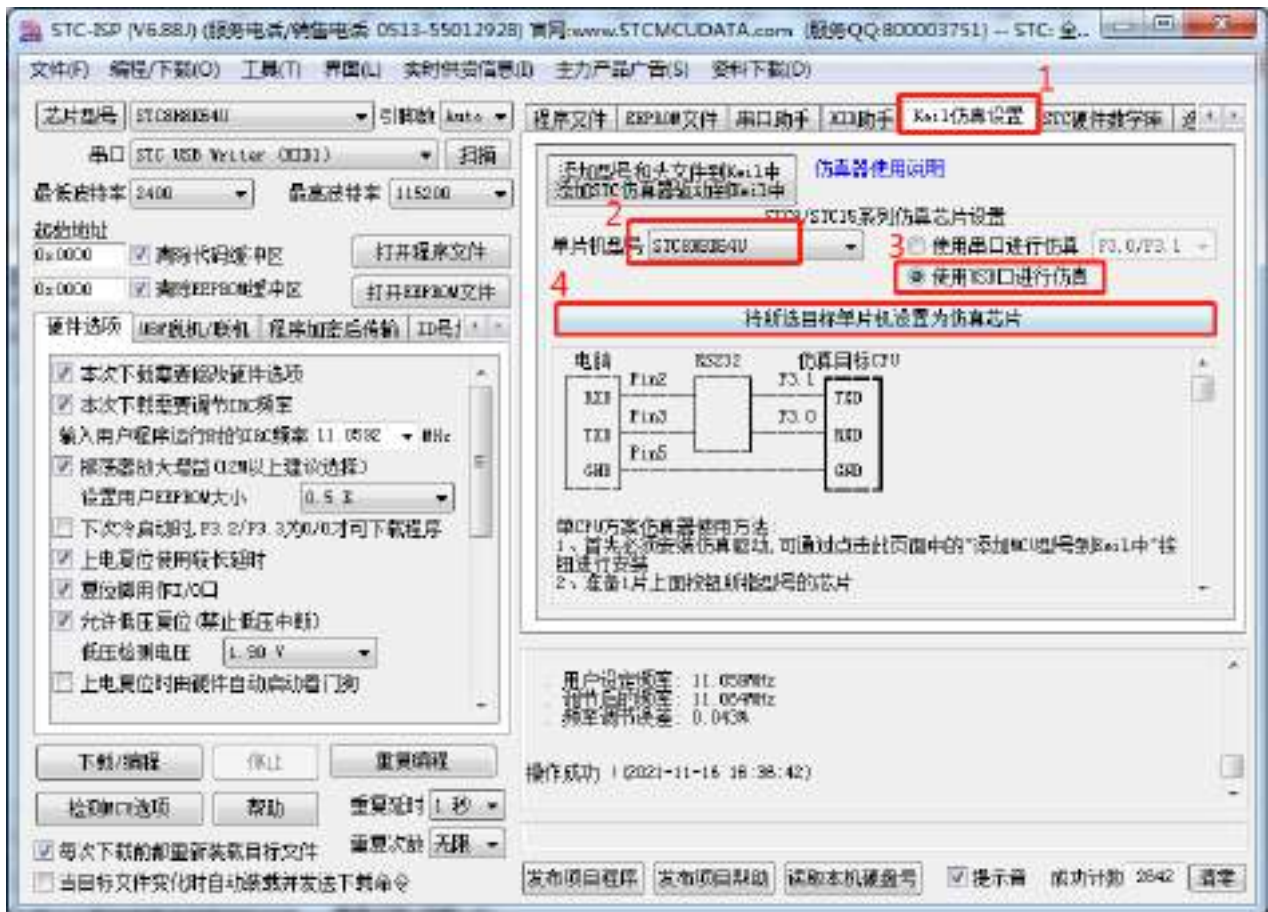 STC-ISP (V6.88J) (服务电话/销售电话 0513-55012928) 官网:www.STCMCUDATA.com (服务QQ:800003751) -- STC: 全..
文件(F) 编程/下载(O) 工具(T) 界面(L) 实时供货信息(I) 主力产品广告(S) 资料下载(D)
1
芯片型号 STC8H8K64U 引脚数 Auto
程序文件 EEPROM文件 串口助手 HID助手 Keil仿真设置 STC硬件数学库
串口 STC USB Writer (HID1) 扫描
最低波特率 2400 最高波特率 115200
起始地址
0x0000 清除代码缓冲区 打开程序文件
0x0000 清除EEPROM缓冲区 打开EEPROM文件
硬件选项 脱机/联机 程序加密后传输 ID号
本次下载需要修改硬件选项
本次下载需要调节IRC频率
输入用户程序运行时的IRC频率 11.0592 MHz
振荡器放大增益(12M以上建议选择)
设置用户EEPROM大小 0.5 K
下次冷启动时,P3.2/P3.3为0/0才可下载程序
上电复位使用较长延时
复位脚用作I/O口
允许低压复位(禁止低压中断)
低压检测电压 1.90 V
上电复位时由硬件自动启动看门狗
下载/编程 停止 重复编程
检测MCU选项 帮助 重复延时 1 秒
每次下载前都重新装载目标文件 重复次数 无限
当目标文件变化时自动装载并发送下载命令
添加型号和头文件到Keil中
添加STC仿真器驱动到Keil中
仿真器使用说明
STC8/STC15系列仿真芯片设置
2
单片机型号 STC8H8K64U
3
使用串口进行仿真 P3.0/P3.1
使用USB口进行仿真
4
将所选目标单片机设置为仿真芯片
电脑 RS232 仿真目标CPU
RXD Pin2 P3.1 TXD
TXD Pin3 P3.0 RXD
GND Pin5 GND
单CPU方案仿真器使用方法:
1、首先必须安装仿真驱动,可通过点击此页面中的"添加MCU型号到Keil中"按
钮进行安装
2、准备1片上面按钮所指型号的芯片
用户设定频率: 11.059MHz
调节后的频率: 11.064MHz
频率调节误差: 0.043%
操作成功 !(2021-11-16 16:36:42)
发布项目程序 发布项目帮助 读取本机硬盘号 提示音 成功计数 2642 清零